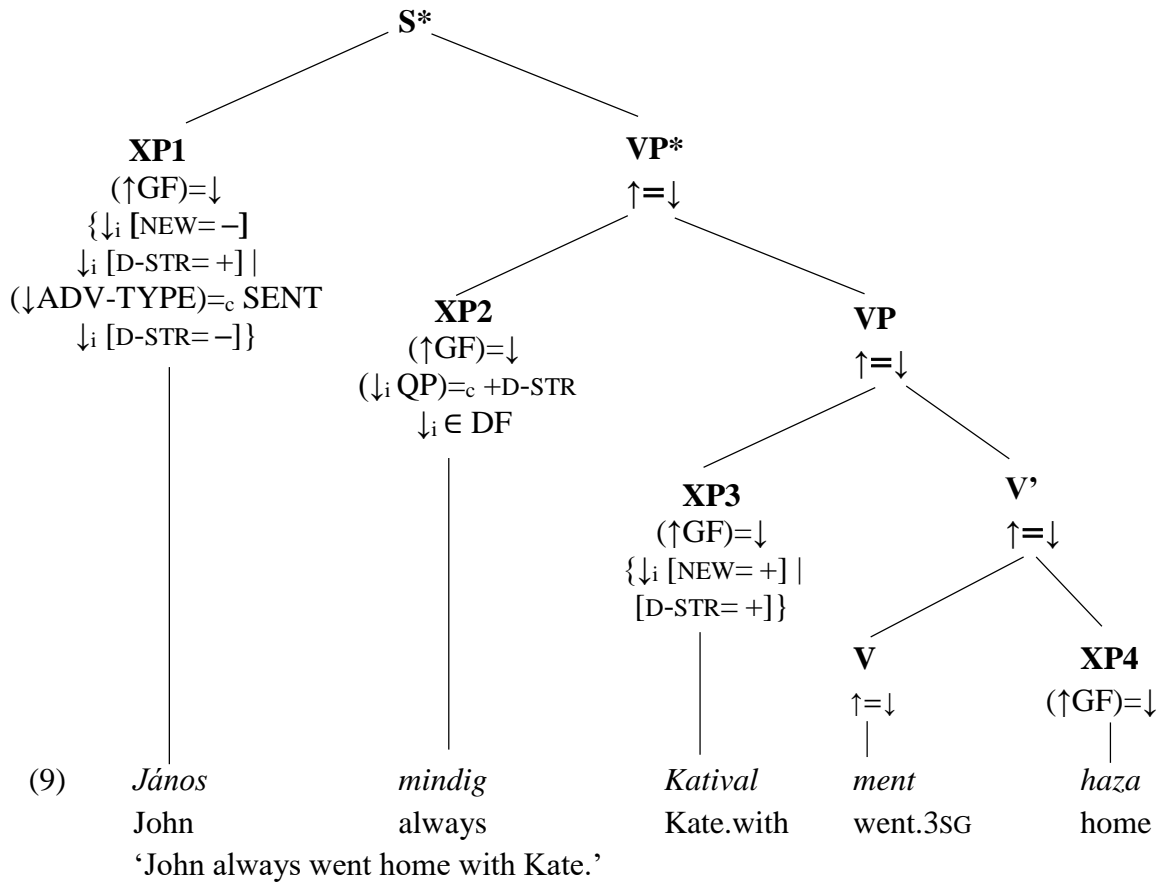 S*
XP1
(↑GF)=↓
{↓i [NEW= –]
↓i [D-STR= +] |
(↓ADV-TYPE)=c SENT
↓i [D-STR= –]}
VP*
↑=↓
XP2
(↑GF)=↓
(↓i QP)=c +D-STR
↓i ∈ DF
VP
↑=↓
XP3
(↑GF)=↓
{↓i [NEW= +] |
[D-STR= +]}
V’
↑=↓
V
↑=↓
XP4
(↑GF)=↓
(9) János mindig Katival ment haza
John always Kate.with went.3SG home
‘John always went home with Kate.’